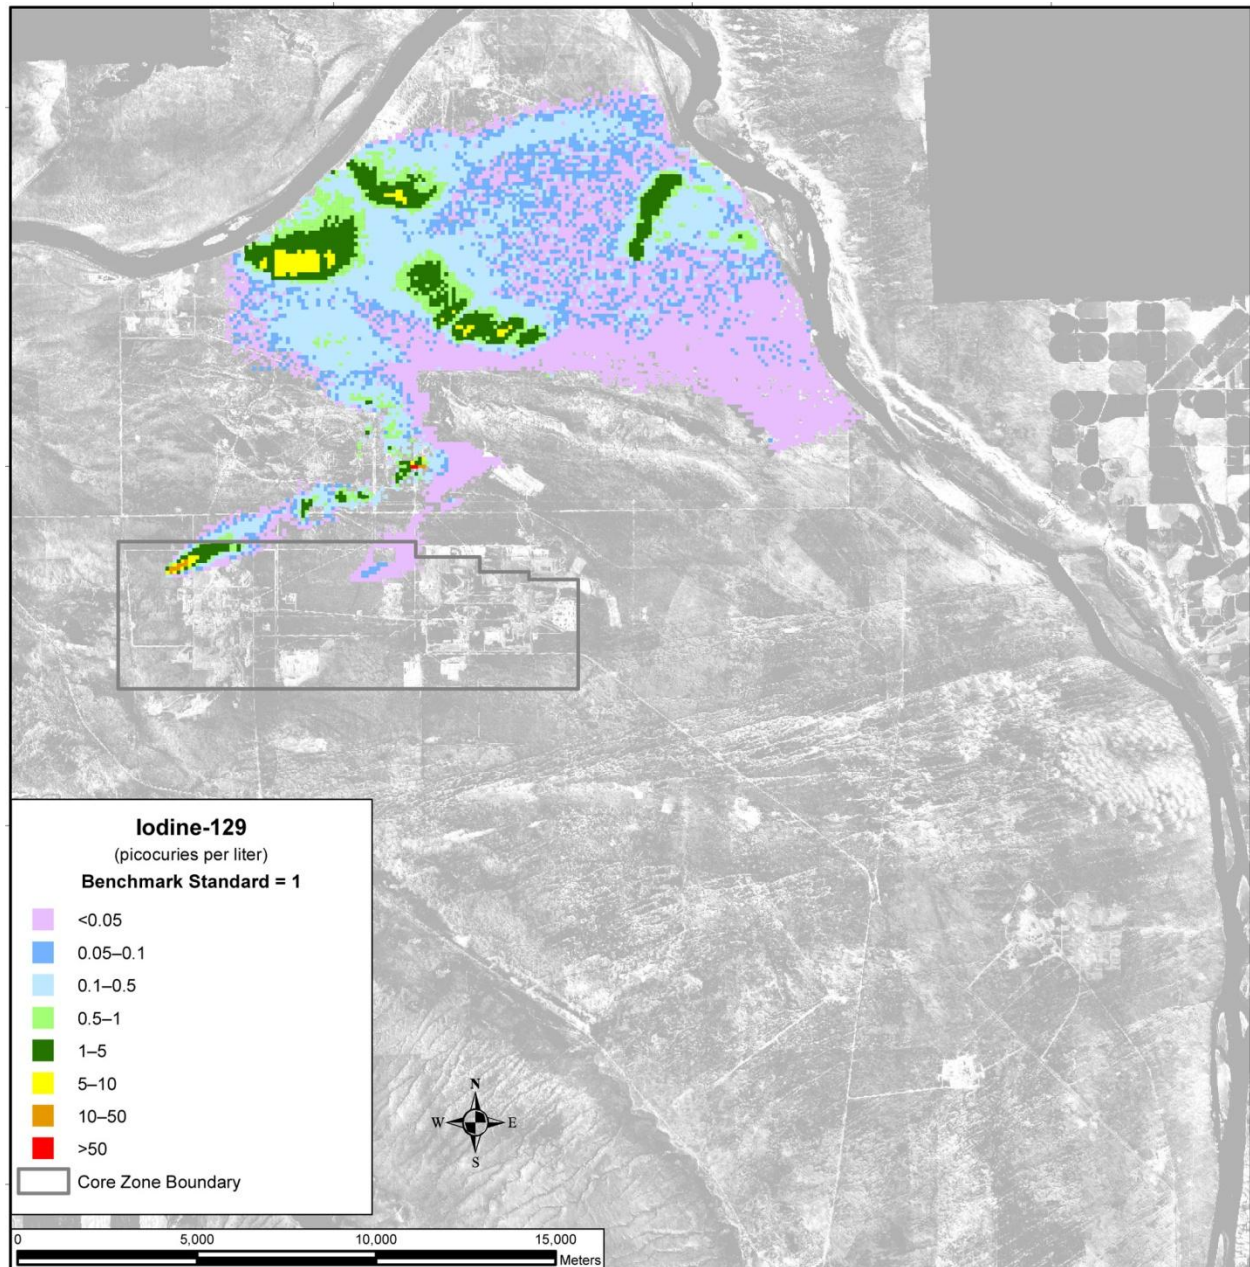 Iodine-129
(picocuries per liter)
Benchmark Standard = 1
<0.05
0.05–0.1
0.1–0.5
0.5–1
1–5
5–10
10–50
>50
Core Zone Boundary
N
W E
S
0 5,000 10,000 15,000
Meters